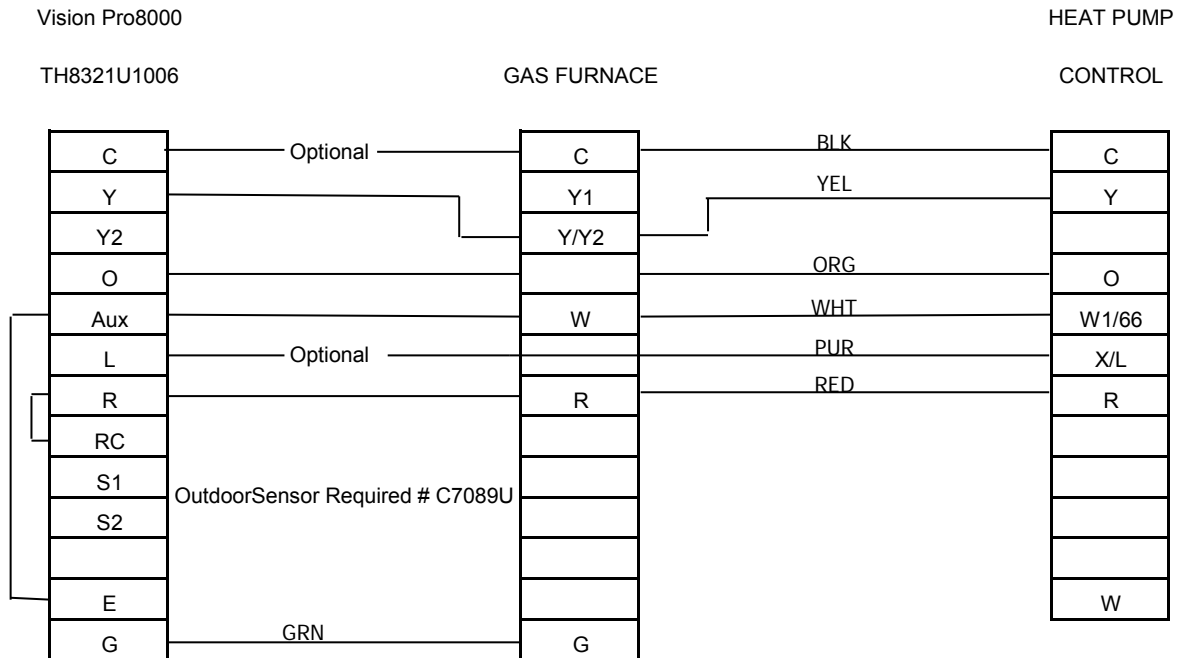 Vision Pro8000 HEAT PUMP
TH8321U1006 GAS FURNACE CONTROL
C Optional C BLK C
Y Y1 YEL Y
Y2 Y/Y2
O ORG O
Aux W WHT W1/66
L Optional PUR X/L
R R RED R
RC
S1
OutdoorSensor Required # C7089U
S2
E W
G GRN G